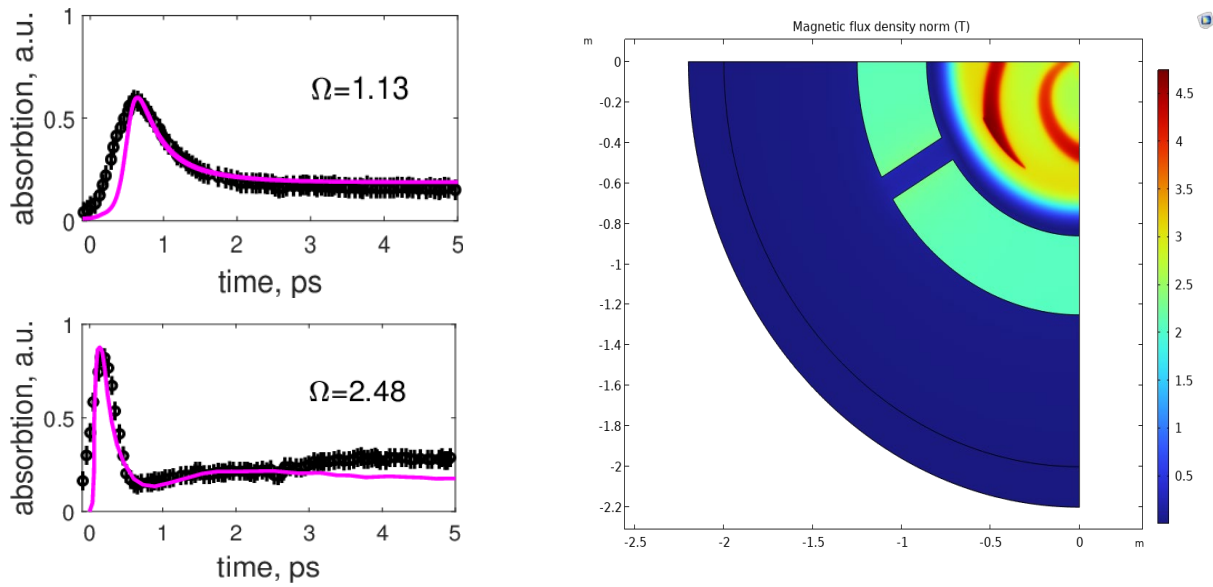 1
0.5
0
absorbtion, a.u.
Ω=1.13
0 1 2 3 4 5
time, ps
1
0.5
0
absorbtion, a.u.
Ω=2.48
0 1 2 3 4 5
time, ps
Magnetic flux density norm (T)
m
0
-0.2
-0.4
-0.6
-0.8
-1
-1.2
-1.4
-1.6
-1.8
-2
-2.2
-2.5 -2 -1.5 -1 -0.5 0 m
4.5
4
3.5
3
2.5
2
1.5
1
0.5